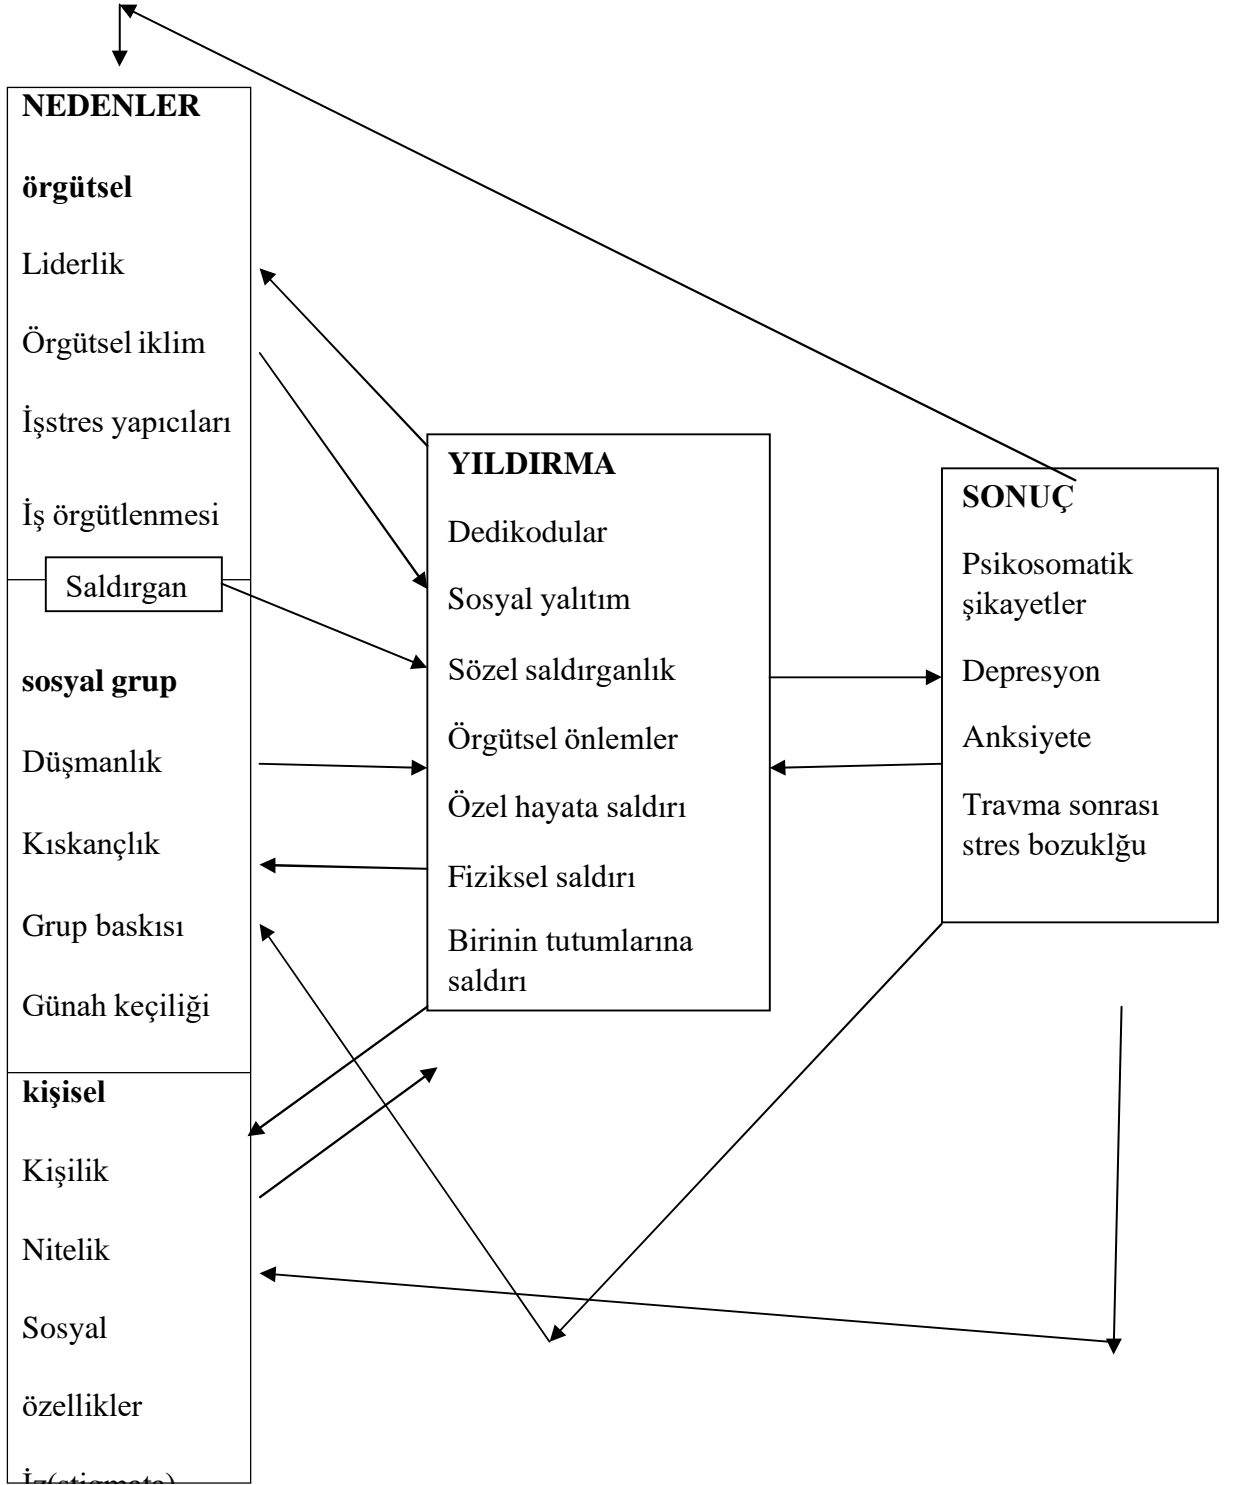 NEDENLER
örgütsel
Liderlik
Örgütsel iklim
İşstres yapıcıları
İş örgütlenmesi
Saldırgan
sosyal grup
Düşmanlık
Kıskançlık
Grup baskısı
Günah keçiliği
kişisel
Kişilik
Nitelik
Sosyal
özellikler
İz(stigmata)
YILDIRMA
Dedikodular
Sosyal yalıtım
Sözel saldırganlık
Örgütsel önlemler
Özel hayata saldırı
Fiziksel saldırı
Birinin tutumlarına
saldırı
SONUÇ
Psikosomatik
şikayetler
Depresyon
Anksiyete
Travma sonrası
stres bozuklğu